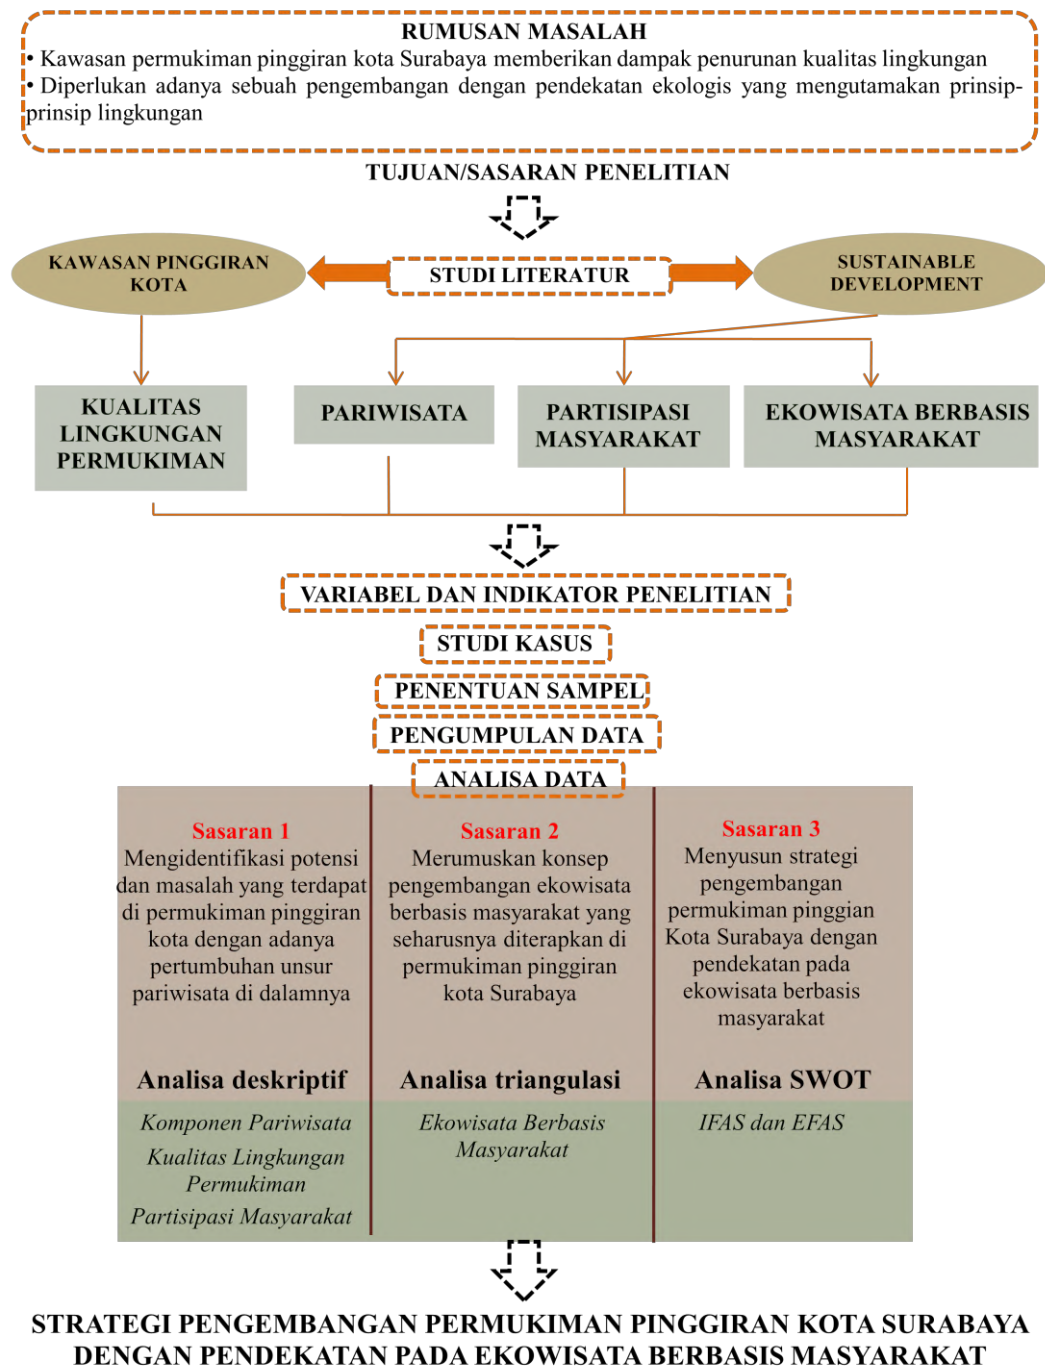 RUMUSAN MASALAH
• Kawasan permukiman pinggiran kota Surabaya memberikan dampak penurunan kualitas lingkungan
• Diperlukan adanya sebuah pengembangan dengan pendekatan ekologis yang mengutamakan prinsip-
prinsip lingkungan
TUJUAN/SASARAN PENELITIAN
KAWASAN PINGGIRAN
KOTA
STUDI LITERATUR
SUSTAINABLE
DEVELOPMENT
KUALITAS
LINGKUNGAN
PERMUKIMAN
PARIWISATA
PARTISIPASI
MASYARAKAT
EKOWISATA BERBASIS
MASYARAKAT
VARIABEL DAN INDIKATOR PENELITIAN
STUDI KASUS
PENENTUAN SAMPEL
PENGUMPULAN DATA
ANALISA DATA
Sasaran 1
Mengidentifikasi potensi
dan masalah yang terdapat
di permukiman pinggiran
kota dengan adanya
pertumbuhan unsur
pariwisata di dalamnya
Analisa deskriptif
Komponen Pariwisata
Kualitas Lingkungan
Permukiman
Partisipasi Masyarakat
Sasaran 2
Merumuskan konsep
pengembangan ekowisata
berbasis masyarakat yang
seharusnya diterapkan di
permukiman pinggiran
kota Surabaya
Analisa triangulasi
Ekowisata Berbasis
Masyarakat
Sasaran 3
Menyusun strategi
pengembangan
permukiman pinggian
Kota Surabaya dengan
pendekatan pada
ekowisata berbasis
masyarakat
Analisa SWOT
IFAS dan EFAS
STRATEGI PENGEMBANGAN PERMUKIMAN PINGGIRAN KOTA SURABAYA
DENGAN PENDEKATAN PADA EKOWISATA BERBASIS MASYARAKAT